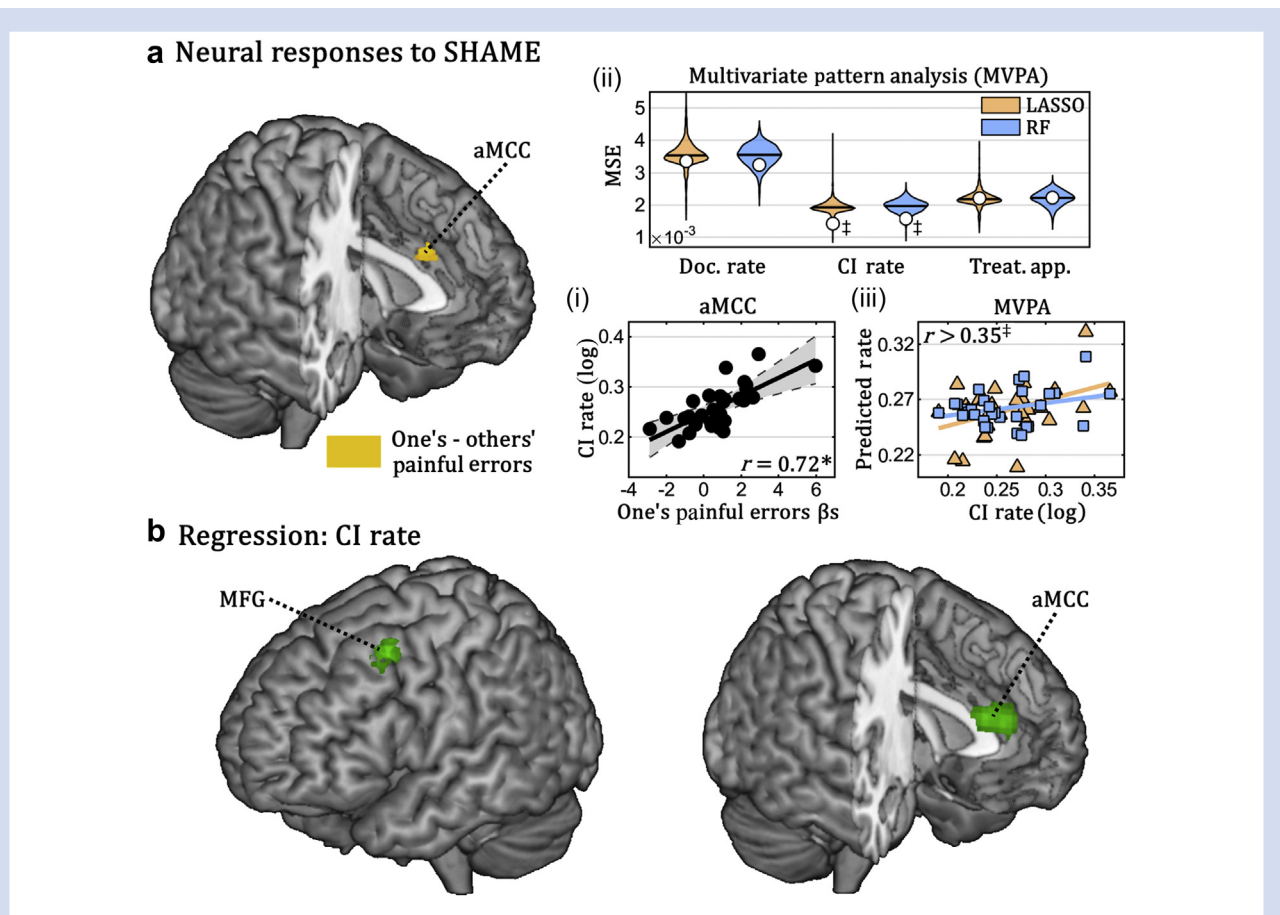 a Neural responses to SHAME
aMCC
One's - others'
painful errors
(ii)
Multivariate pattern analysis (MVPA)
LASSO
RF
MSE
5
4
3
2
1
×10⁻³
‡
‡
Doc. rate
CI rate
Treat. app.
(i)
aMCC
CI rate (log)
0.4
0.3
0.2
r = 0.72*
-4 -2 0 2 4 6
One's painful errors βs
(iii)
MVPA
r > 0.35‡
Predicted rate
0.32
0.27
0.22
0.2 0.25 0.3 0.35
CI rate (log)
b Regression: CI rate
MFG
aMCC